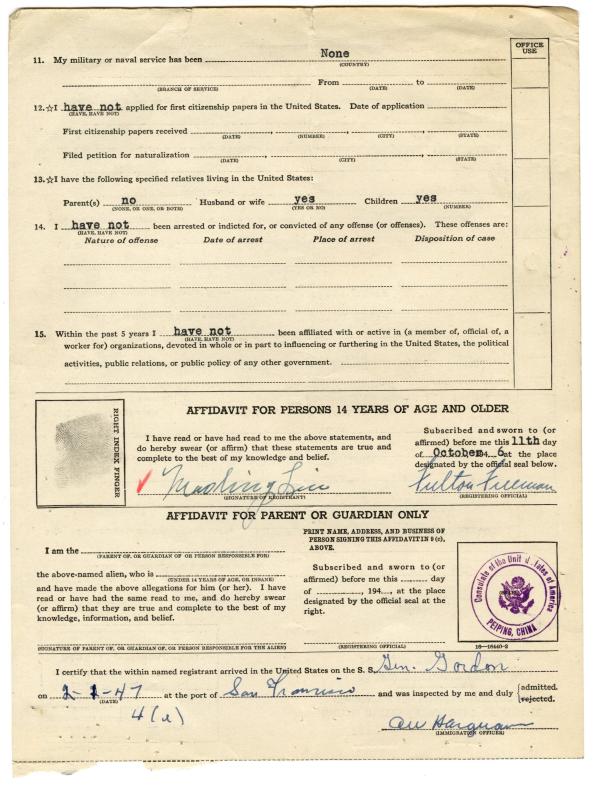 OFFICE
USE
11. My military or naval service has been None
(COUNTRY)
From to
(BRANCH OF SERVICE) (DATE) (DATE)
12.☆I have not applied for first citizenship papers in the United States. Date of application
(HAVE, HAVE NOT)
First citizenship papers received , , ,
(DATE) (NUMBER) (CITY) (STATE)
Filed petition for naturalization , ,
(DATE) (CITY) (STATE)
13.☆I have the following specified relatives living in the United States:
Parent(s) no Husband or wife yes Children yes
(NONE, OR ONE, OR BOTH) (YES OR NO) (NUMBER)
14. I have not been arrested or indicted for, or convicted of any offense (or offenses). These offenses are:
(HAVE, HAVE NOT)
Nature of offense Date of arrest Place of arrest Disposition of case
15. Within the past 5 years I have not been affiliated with or active in (a member of, official of, a
(HAVE, HAVE NOT)
worker for) organizations, devoted in whole or in part to influencing or furthering in the United States, the political
activities, public relations, or public policy of any other government.
RIGHT INDEX FINGER
AFFIDAVIT FOR PERSONS 14 YEARS OF AGE AND OLDER
I have read or have had read to me the above statements, and
do hereby swear (or affirm) that these statements are true and
complete to the best of my knowledge and belief.
(SIGNATURE OF REGISTRANT)
Subscribed and sworn to (or
affirmed) before me this 11th day
of October 194 6 at the place
designated by the official seal below.
Fulton Freeman
(REGISTERING OFFICIAL)
AFFIDAVIT FOR PARENT OR GUARDIAN ONLY
I am the
(PARENT OF, OR GUARDIAN OF OR PERSON RESPONSIBLE FOR)
the above-named alien, who is
(UNDER 14 YEARS OF AGE, OR INSANE)
and have made the above allegations for him (or her). I have
read or have had the same read to me, and do hereby swear
(or affirm) that they are true and complete to the best of my
knowledge, information, and belief.
(SIGNATURE OF PARENT OF, OR GUARDIAN OF, OR PERSON RESPONSIBLE FOR THE ALIEN)
PRINT NAME, ADDRESS, AND BUSINESS OF
PERSON SIGNING THIS AFFIDAVIT IN 9 (c),
ABOVE.
Subscribed and sworn to (or
affirmed) before me this day
of , 194 , at the place
designated by the official seal at the
right.
(REGISTERING OFFICIAL)
Consulate of the United States of America
PEIPING, CHINA
16—16440-2
I certify that the within named registrant arrived in the United States on the S. S. Gen. Gordon
on 2-1-47 at the port of San Francisco and was inspected by me and duly {admitted.
(DATE) rejected.
(IMMIGRATION OFFICER)